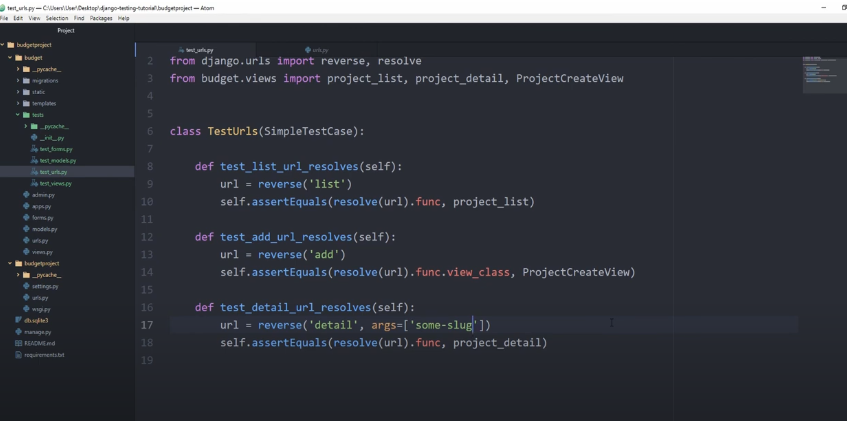 test_urls.py — C:\Users\User\Desktop\django-testing-tutorial\budgetproject — Atom
File Edit View Selection Find Packages Help
Project
budgetproject
budget
__pycache__
migrations
static
templates
tests
__pycache__
__init__.py
test_forms.py
test_models.py
test_urls.py
test_views.py
admin.py
apps.py
forms.py
models.py
urls.py
views.py
budgetproject
__pycache__
settings.py
urls.py
wsgi.py
db.sqlite3
manage.py
README.md
requirements.txt
test_urls.py
urls.py
2 from django.urls import reverse, resolve
3 from budget.views import project_list, project_detail, ProjectCreateView
4
5
6 class TestUrls(SimpleTestCase):
7
8 def test_list_url_resolves(self):
9 url = reverse('list')
10 self.assertEquals(resolve(url).func, project_list)
11
12 def test_add_url_resolves(self):
13 url = reverse('add')
14 self.assertEquals(resolve(url).func.view_class, ProjectCreateView)
15
16 def test_detail_url_resolves(self):
17 url = reverse('detail', args=['some-slug'])
18 self.assertEquals(resolve(url).func, project_detail)
19